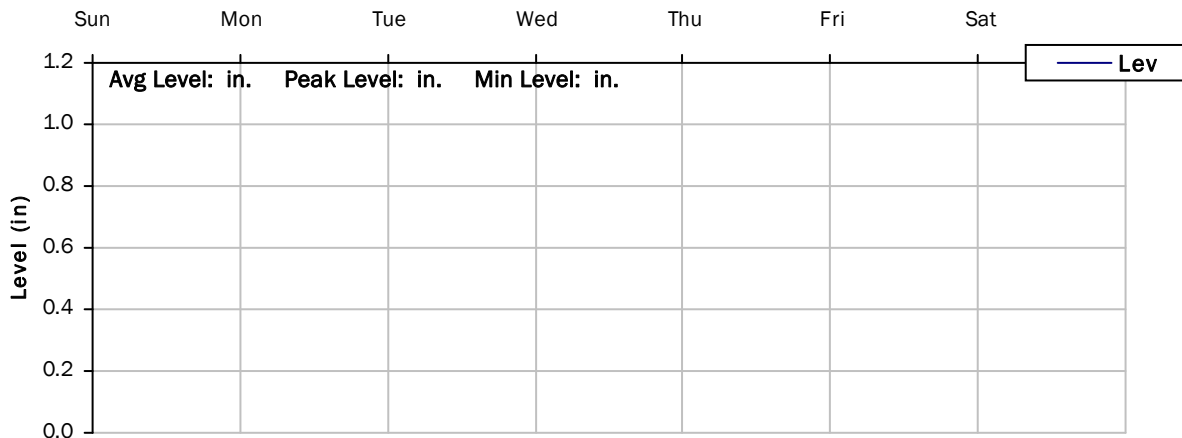 Sun Mon Tue Wed Thu Fri Sat
1.2
Avg Level:  in. Peak Level:  in. Min Level:  in.
Lev
1.0
0.8
0.6
0.4
0.2
0.0
Level (in)